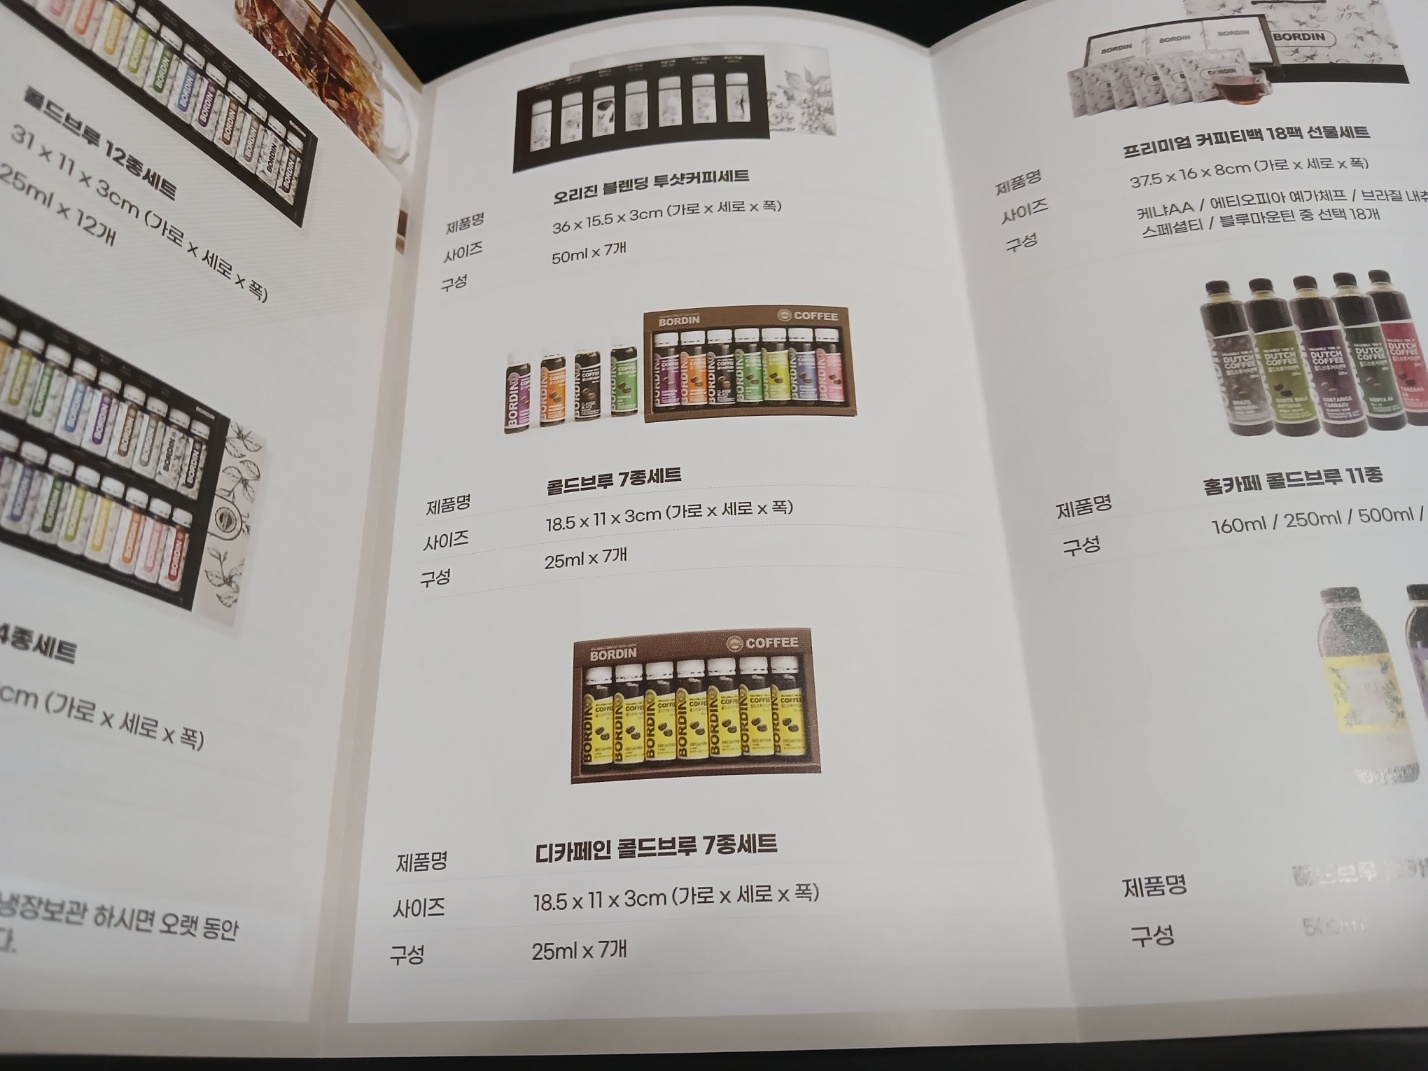 콜드브루 12종세트
31 x 11 x 3cm (가로 x 세로 x 폭)
25ml x 12개
4종세트
cm (가로 x 세로 x 폭)
냉장보관 하시면 오랫 동안
다.
제품명 오리진 블렌딩 투샷커피세트
사이즈 36 x 15.5 x 3cm (가로 x 세로 x 폭)
구성 50ml x 7개
BORDIN COFFEE
제품명 콜드브루 7종세트
사이즈 18.5 x 11 x 3cm (가로 x 세로 x 폭)
구성 25ml x 7개
BORDIN COFFEE
제품명 디카페인 콜드브루 7종세트
사이즈 18.5 x 11 x 3cm (가로 x 세로 x 폭)
구성 25ml x 7개
BORDIN BORDIN BORDIN
BORDIN
제품명 프리미엄 커피티백 18팩 선물세트
사이즈 37.5 x 16 x 8cm (가로 x 세로 x 폭)
구성 케냐AA / 에티오피아 예가체프 / 브라질 내추
스페셜티 / 블루마운틴 중 선택 18개
DUTCH COFFEE
제품명 홈카페 콜드브루 11종
구성 160ml / 250ml / 500ml /
제품명
구성